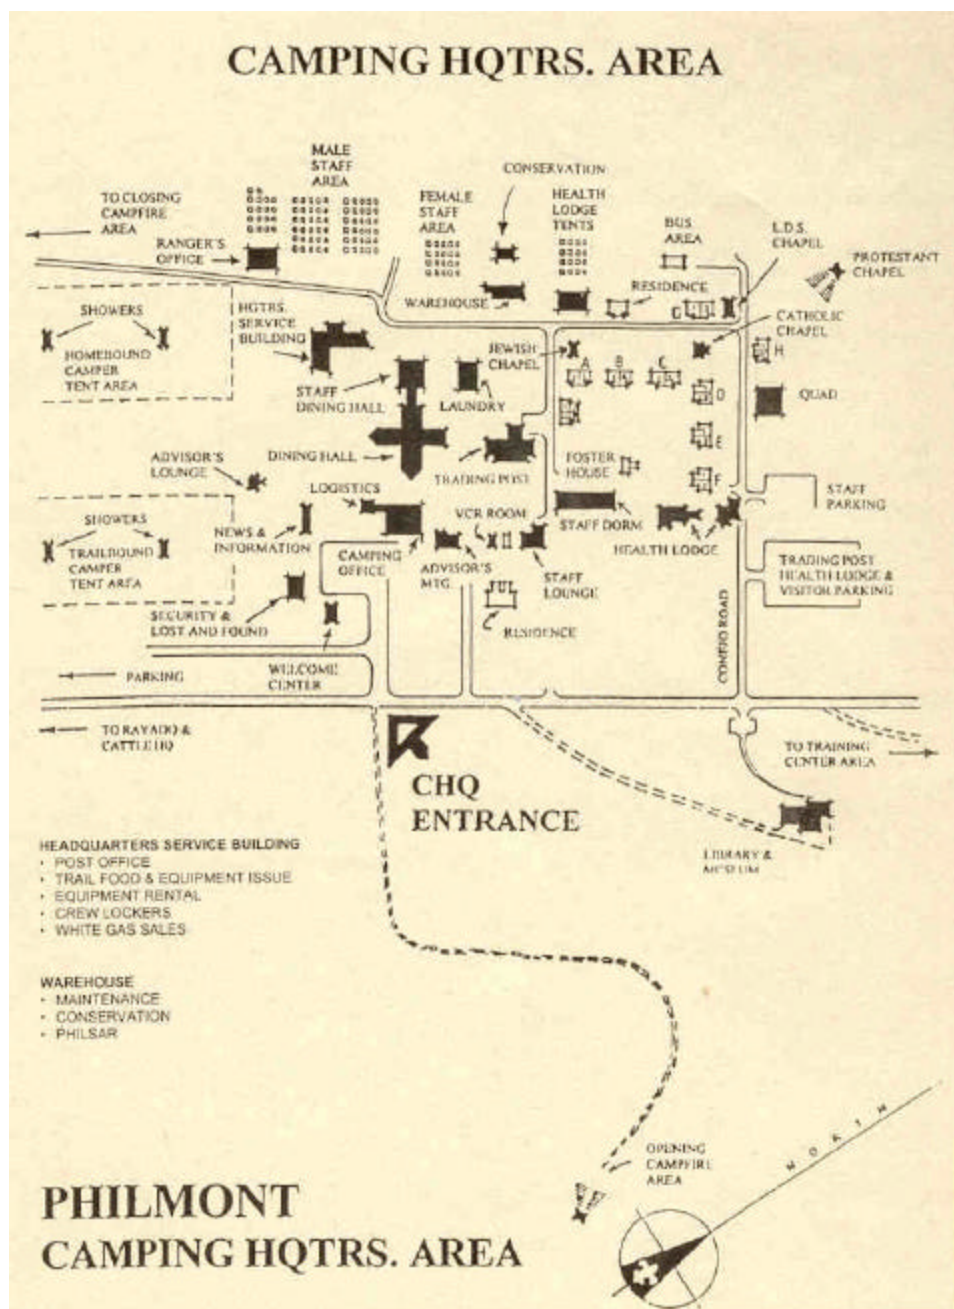 CAMPING HQTRS. AREA
MALE
STAFF
AREA
CONSERVATION
TO CLOSING
CAMPFIRE
AREA
FEMALE
STAFF
AREA
HEALTH
LODGE
TENTS
BUS
AREA
L.D.S.
CHAPEL
RANGER'S
OFFICE
PROTESTANT
CHAPEL
RESIDENCE
WAREHOUSE
SHOWERS
HGTRS.
SERVICE
BUILDING
CATHOLIC
CHAPEL
G
JEWISH
CHAPEL
HOMEBOUND
CAMPER
TENT AREA
A
B
C
H
STAFF
DINING HALL
LAUNDRY
D
QUAD
E
ADVISOR'S
LOUNGE
DINING HALL
TRADING POST
FOSTER
HOUSE
F
LOGISTICS
STAFF
PARKING
SHOWERS
NEWS &
INFORMATION
VCR ROOM
STAFF DORM
HEALTH LODGE
TRAILBOUND
CAMPER
TENT AREA
CAMPING
OFFICE
ADVISOR'S
MTG.
STAFF
LOUNGE
TRADING POST
HEALTH LODGE &
VISITOR PARKING
SECURITY &
LOST AND FOUND
RESIDENCE
CONEJO ROAD
PARKING
WELCOME
CENTER
TO RAYADO &
CATTLE HQ
TO TRAINING
CENTER AREA
CHQ
ENTRANCE
LIBRARY &
MUSEUM
HEADQUARTERS SERVICE BUILDING
· POST OFFICE
· TRAIL FOOD & EQUIPMENT ISSUE
· EQUIPMENT RENTAL
· CREW LOCKERS
· WHITE GAS SALES
WAREHOUSE
· MAINTENANCE
· CONSERVATION
· PHILSAR
NORTH
OPENING
CAMPFIRE
AREA
PHILMONT
CAMPING HQTRS. AREA